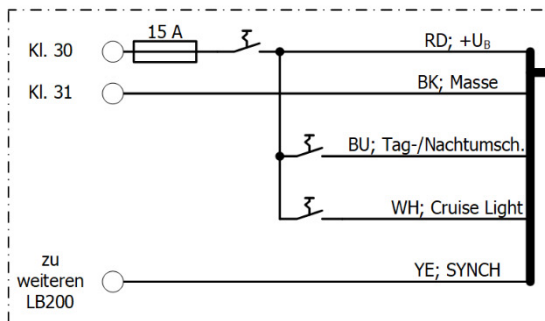 15 A
Kl. 30
RD; +UB
Kl. 31
BK; Masse
BU; Tag-/Nachtumsch.
WH; Cruise Light
zu
weiteren
LB200
YE; SYNCH